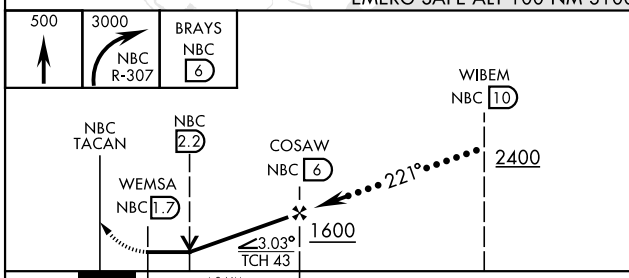 EMERG SAFE ALT 100 NM 3100
500
3000
NBC
R-307
BRAYS
NBC
6
WIBEM
NBC 10
NBC
TACAN
NBC
2.2
COSAW
NBC 6
2400
221°
WEMSA
NBC 1.7
1600
3.03°
TCH 43